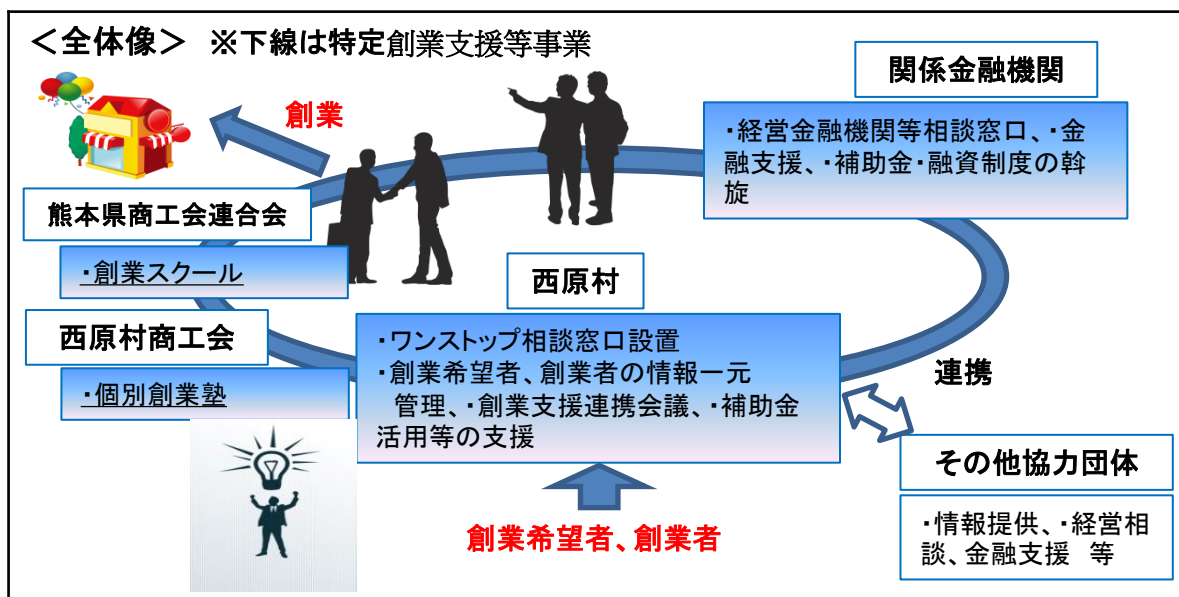 <全体像> ※下線は特定創業支援等事業
関係金融機関
・経営金融機関等相談窓口、・金
融支援、・補助金・融資制度の斡
旋
創業
熊本県商工会連合会
・創業スクール
西原村商工会
・個別創業塾
西原村
・ワンストップ相談窓口設置
・創業希望者、創業者の情報一元
管理、・創業支援連携会議、・補助金
活用等の支援
連携
その他協力団体
・情報提供、・経営相
談、金融支援 等
創業希望者、創業者